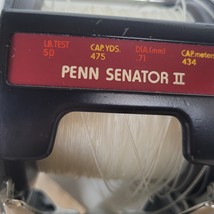 LB.TEST CAP.YDS. DIA.(mm) CAP.meters
50 475 .71 434
PENN SENATOR II